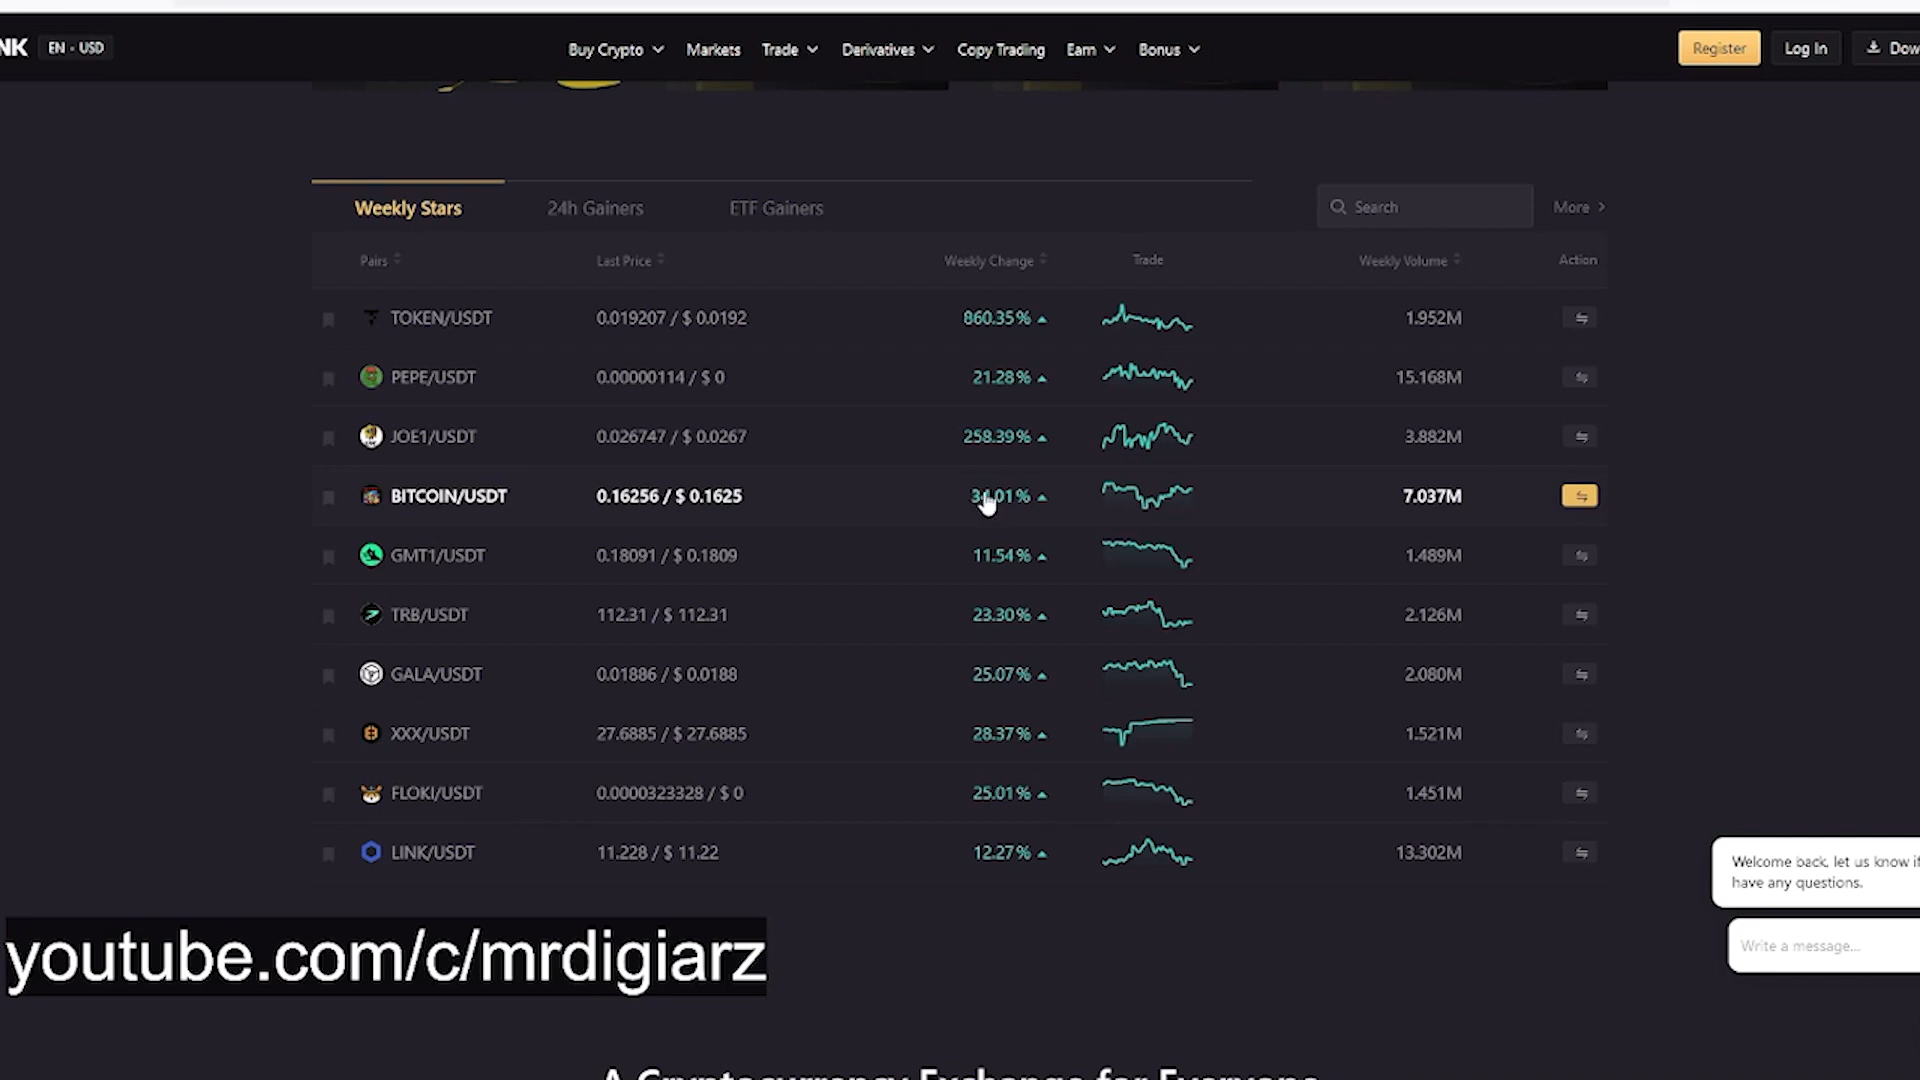 NK EN - USD Buy Crypto Markets Trade Derivatives Copy Trading Earn Bonus Register Log In Dow
Weekly Stars 24h Gainers ETF Gainers Search More
Pairs Last Price Weekly Change Trade Weekly Volume Action
TOKEN/USDT 0.019207 / $ 0.0192 860.35% 1.952M
PEPE/USDT 0.00000114 / $ 0 21.28% 15.168M
JOE1/USDT 0.026747 / $ 0.0267 258.39% 3.882M
BITCOIN/USDT 0.16256 / $ 0.1625 34.01% 7.037M
GMT1/USDT 0.18091 / $ 0.1809 11.54% 1.489M
TRB/USDT 112.31 / $ 112.31 23.30% 2.126M
GALA/USDT 0.01886 / $ 0.0188 25.07% 2.080M
XXX/USDT 27.6885 / $ 27.6885 28.37% 1.521M
FLOKI/USDT 0.0000323328 / $ 0 25.01% 1.451M
LINK/USDT 11.228 / $ 11.22 12.27% 13.302M
Welcome back, let us know if
have any questions.
Write a message...
youtube.com/c/mrdigiarz
A Cryptocurrency Exchange for Everyone